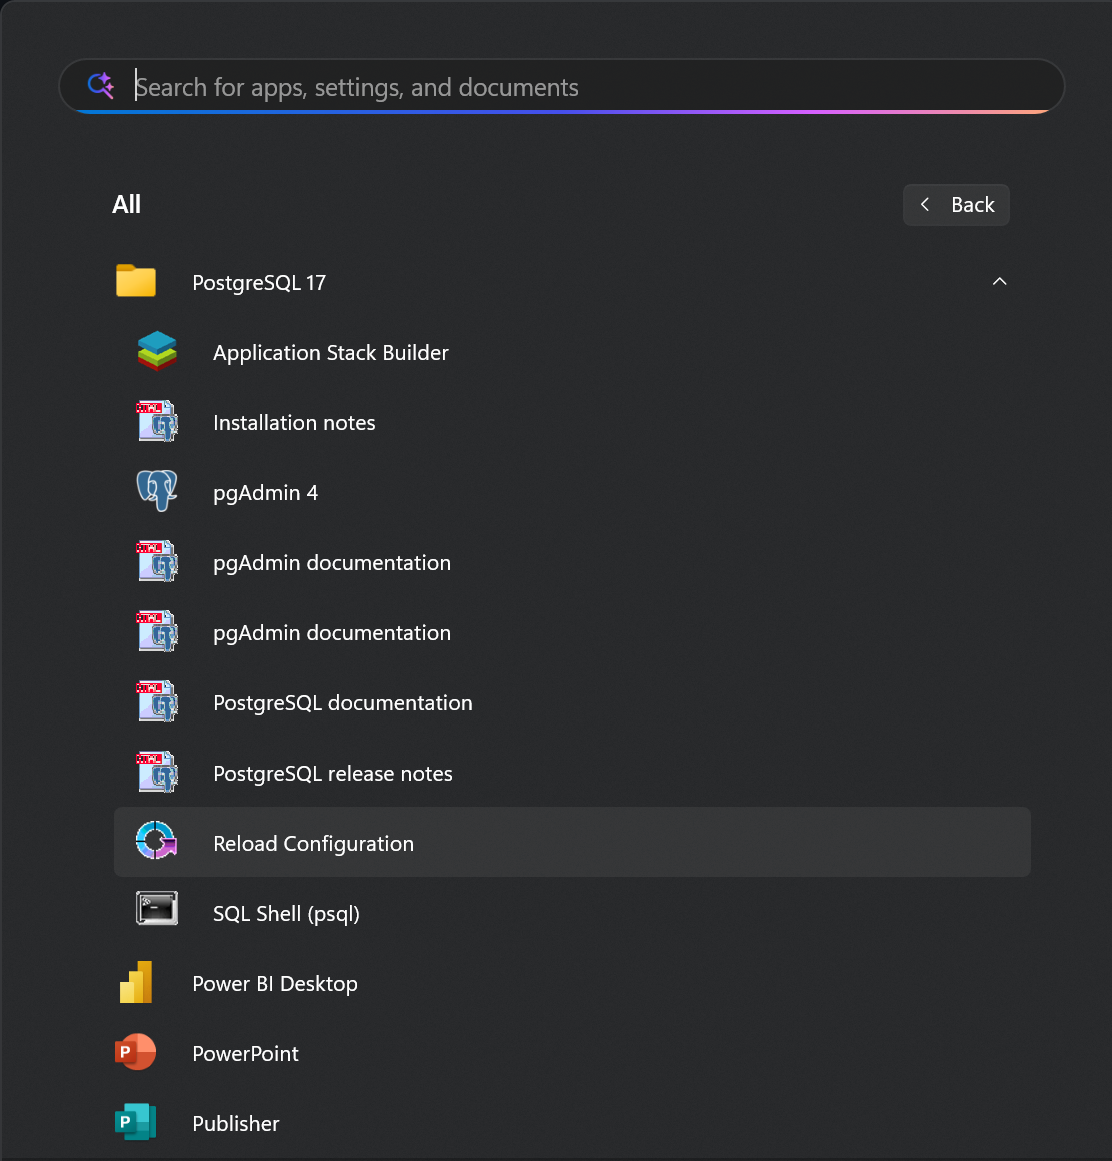 Search for apps, settings, and documents
All
Back
PostgreSQL 17
Application Stack Builder
Installation notes
pgAdmin 4
pgAdmin documentation
pgAdmin documentation
PostgreSQL documentation
PostgreSQL release notes
Reload Configuration
SQL Shell (psql)
Power BI Desktop
P
PowerPoint
P
Publisher